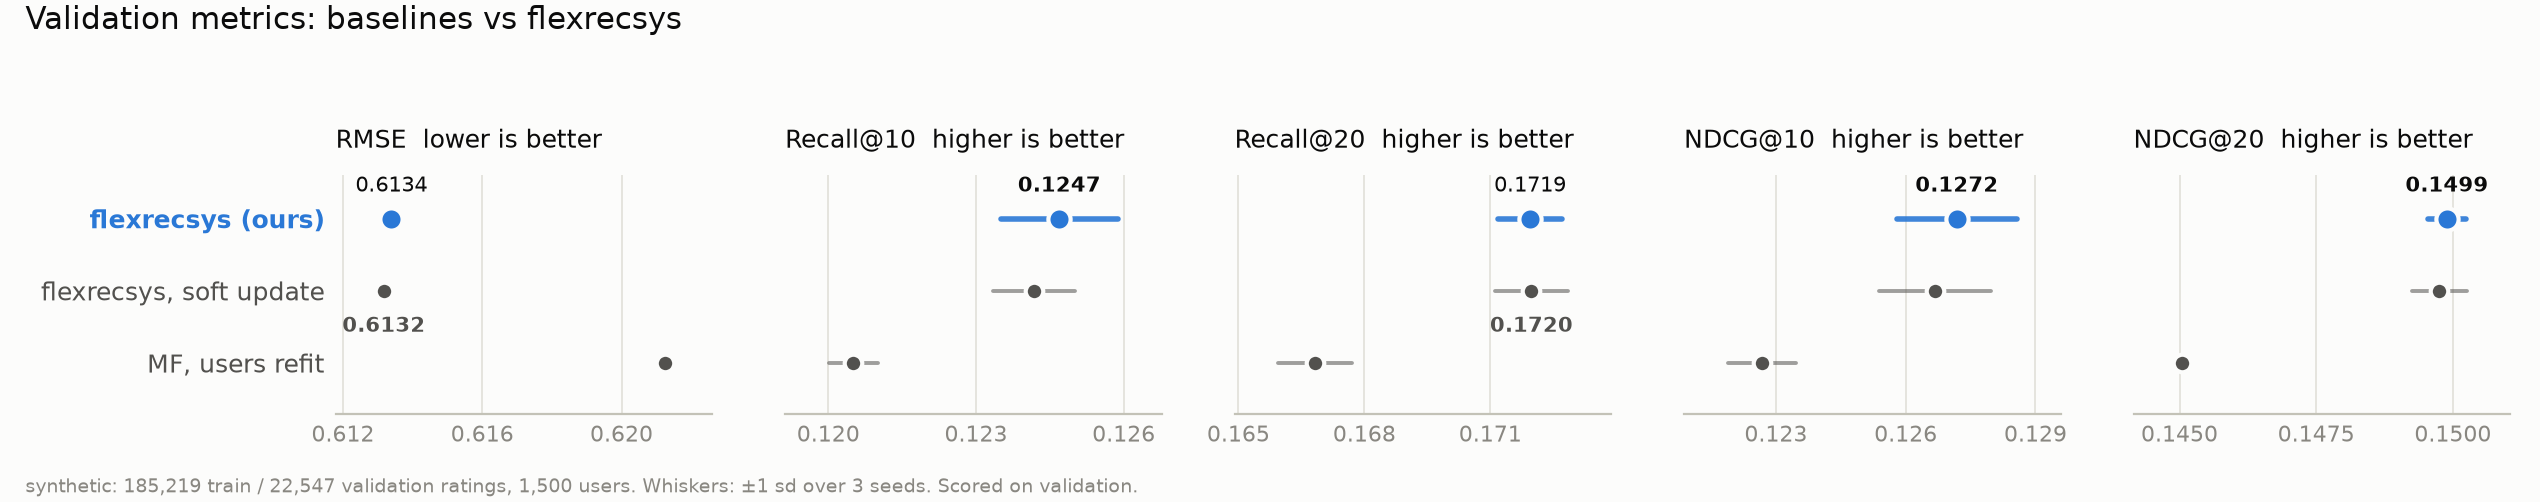 Validation metrics: baselines vs flexrecsys
RMSE  lower is better
Recall@10  higher is better
Recall@20  higher is better
NDCG@10  higher is better
NDCG@20  higher is better
0.6134
0.1247
0.1719
0.1272
0.1499
flexrecsys (ours)
flexrecsys, soft update
0.6132
0.1720
MF, users refit
0.612 0.616 0.620
0.120 0.123 0.126
0.165 0.168 0.171
0.123 0.126 0.129
0.1450 0.1475 0.1500
synthetic: 185,219 train / 22,547 validation ratings, 1,500 users. Whiskers: ±1 sd over 3 seeds. Scored on validation.